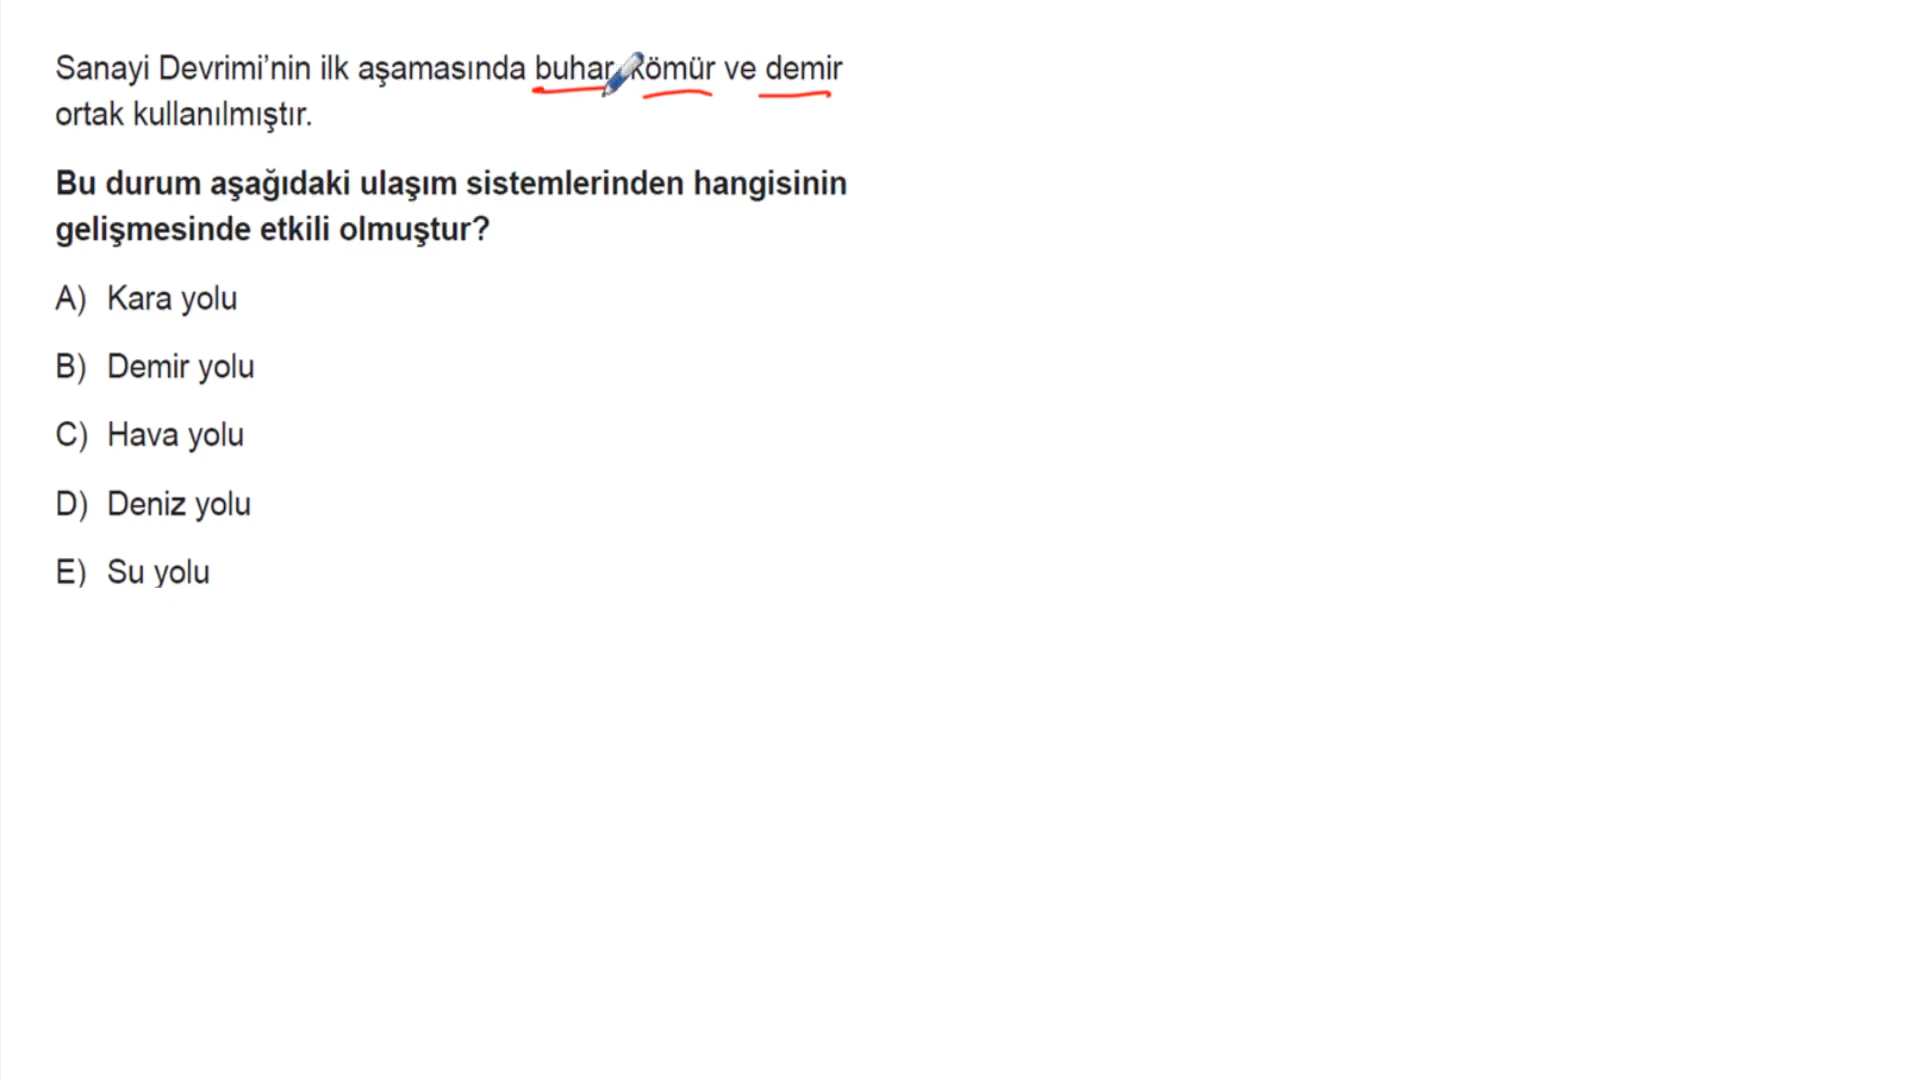 Sanayi Devrimi’nin ilk aşamasında buhar, kömür ve demir
ortak kullanılmıştır.
Bu durum aşağıdaki ulaşım sistemlerinden hangisinin
gelişmesinde etkili olmuştur?
A) Kara yolu
B) Demir yolu
C) Hava yolu
D) Deniz yolu
E) Su yolu